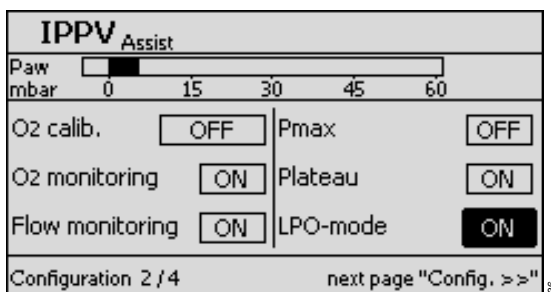 IPPV Assist
Paw
mbar 0 15 30 45 60
O2 calib. OFF Pmax OFF
O2 monitoring ON Plateau ON
Flow monitoring ON LPO-mode ON
Configuration 2/4 next page "Config. >>"